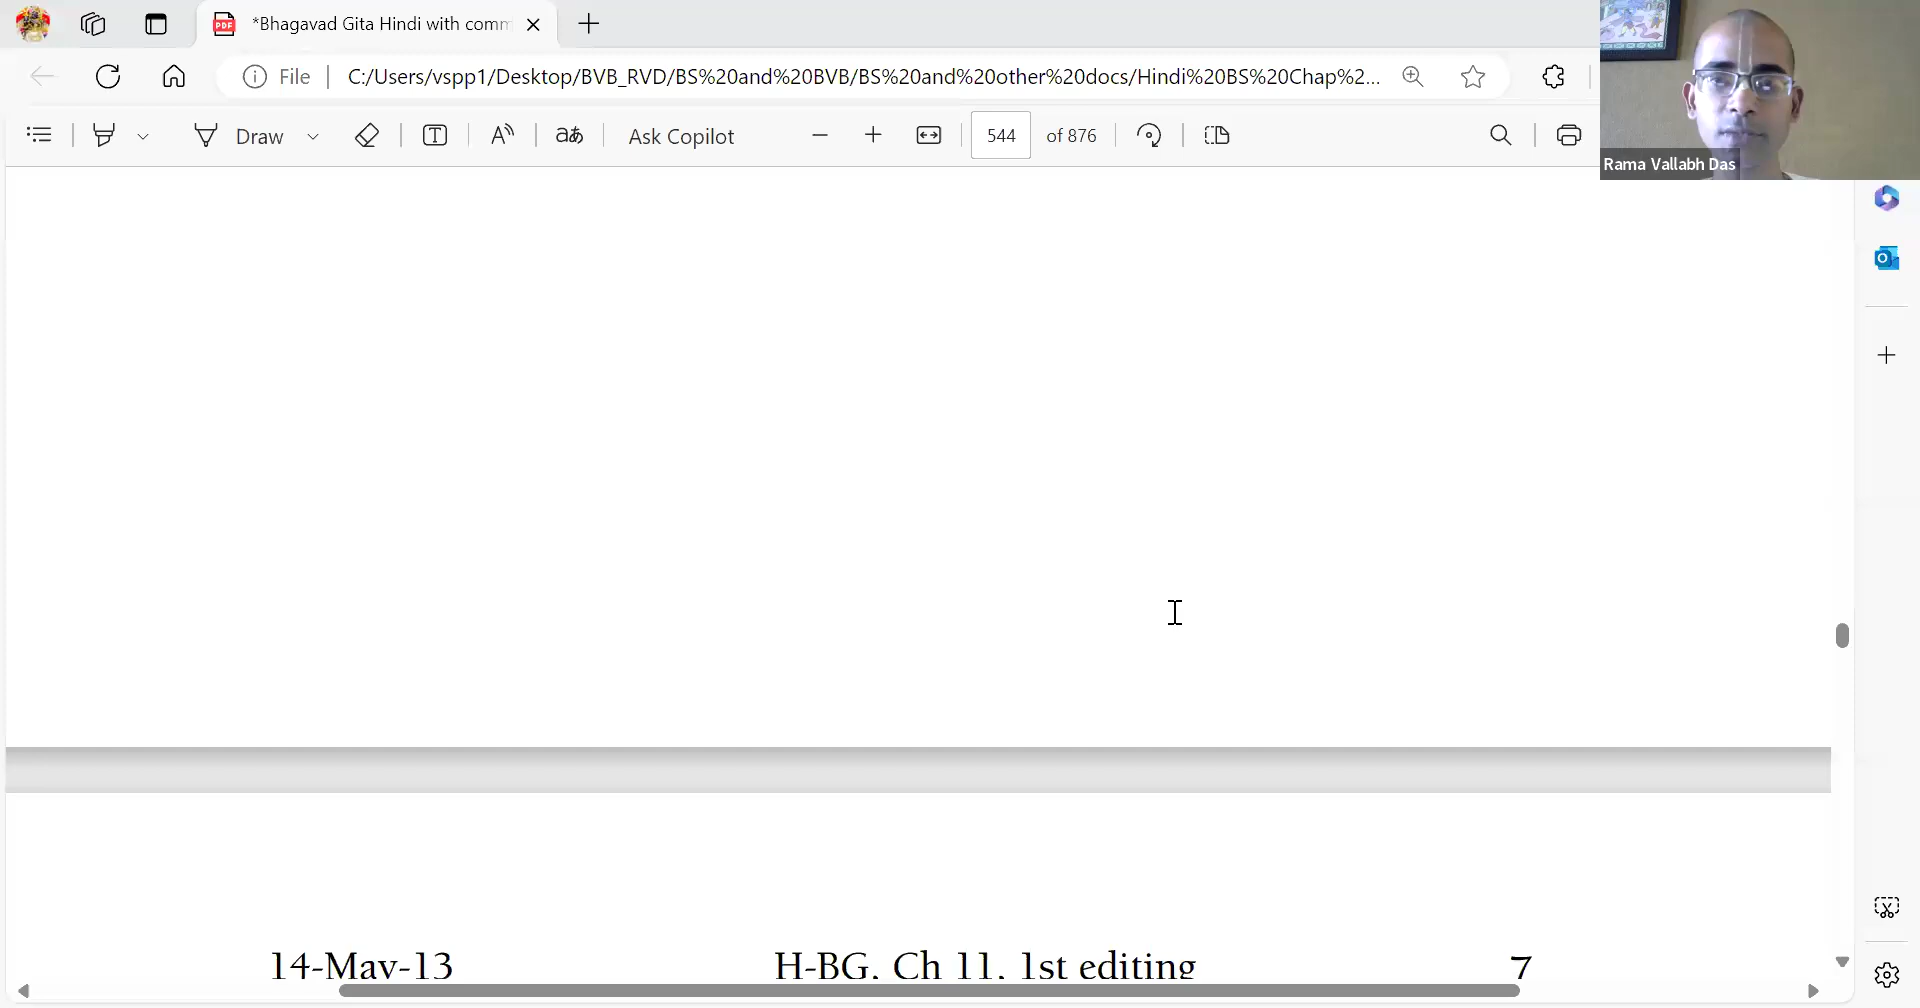 *Bhagavad Gita Hindi with comm
File
C:/Users/vspp1/Desktop/BVB_RVD/BS%20and%20BVB/BS%20and%20other%20docs/Hindi%20BS%20Chap%2...
Draw
Ask Copilot
544 of 876
Rama Vallabh Das
14-May-13 H-BG, Ch 11, 1st editing 7